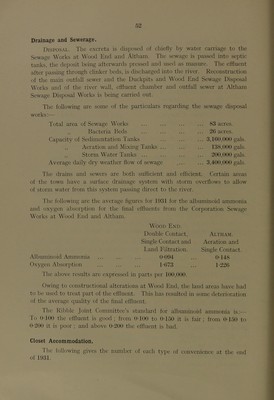 52
Drainage and Sewerage.
DISPOSAL. The excreta is disposed of chiefly by water carriage to the
Sewage Works at Wood End and Altham. The sewage is passed into septic
tanks, the deposit being afterwards pressed and used as manure. The effluent
after passing through clinker beds, is discharged into the river. Reconstruction
of the main outfall sewer and the Duckpits and Wood End Sewage Disposal
Works and of the river wall, effluent chamber and outfall sewer at Altham
Sewage Disposal Works is being carried out.
The following are some of the particulars regarding the sewage disposal
works—
Total area of Sewage Works ... ... ... 85 acres.
Bacteria Beds ... ... ... 26 acres.
Capacity of Sedimentation Tanks ... ... 3,160,000 gals.
,, Aeration and Mixing Tanks ... ... 150,000 gals.
,, Storm Water Tanks ... ... ... 200,000 gals.
Average daily dry weather flow of sewage ... 3,400,000 gals.
The drains and sewers are both sufficient and efficient. Certain areas
of the town have a surface drainage system with storm overflows to allow
of storm water from this system passing direct to the river.
The following are the average figures for 1931 for the albuminoid ammonia
and oxygen absorption for the final effluents from the Corporation Sewage
Works at Wood End and Altham.
WOOD END.
Double Contact, ALTHAM.
Single Contact and Aeration and
Land Filtration. Single Contact.
Albuminoid Ammonia ... ... 0·094 0·148
Oxygen Absorption ... ... 1·073 1·226
The above results are expressed in parts per 100,000.
Owing to constructional alterations at Wood End, the land areas have had
to be used to treat part of the effluent. This has resulted in some deterioration
of the average quality of the final effluent.
The Ribble Joint Committee's standard for albuminoid ammonia is:—
To 0·100 the effluent is good; from 0·100 to 0·150 it is fair; from 0·150 to
0·200 it is poor; and above 0·200 the effluent is bad.
Closet Accommodation.
The following gives the number of each type of convenience at the end
of 1931.